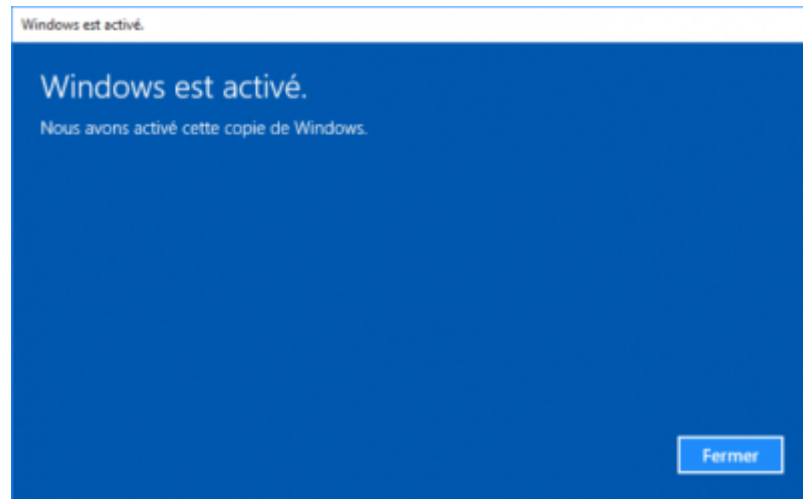 Windows est activé.
Windows est activé.
Nous avons activé cette copie de Windows.
Fermer